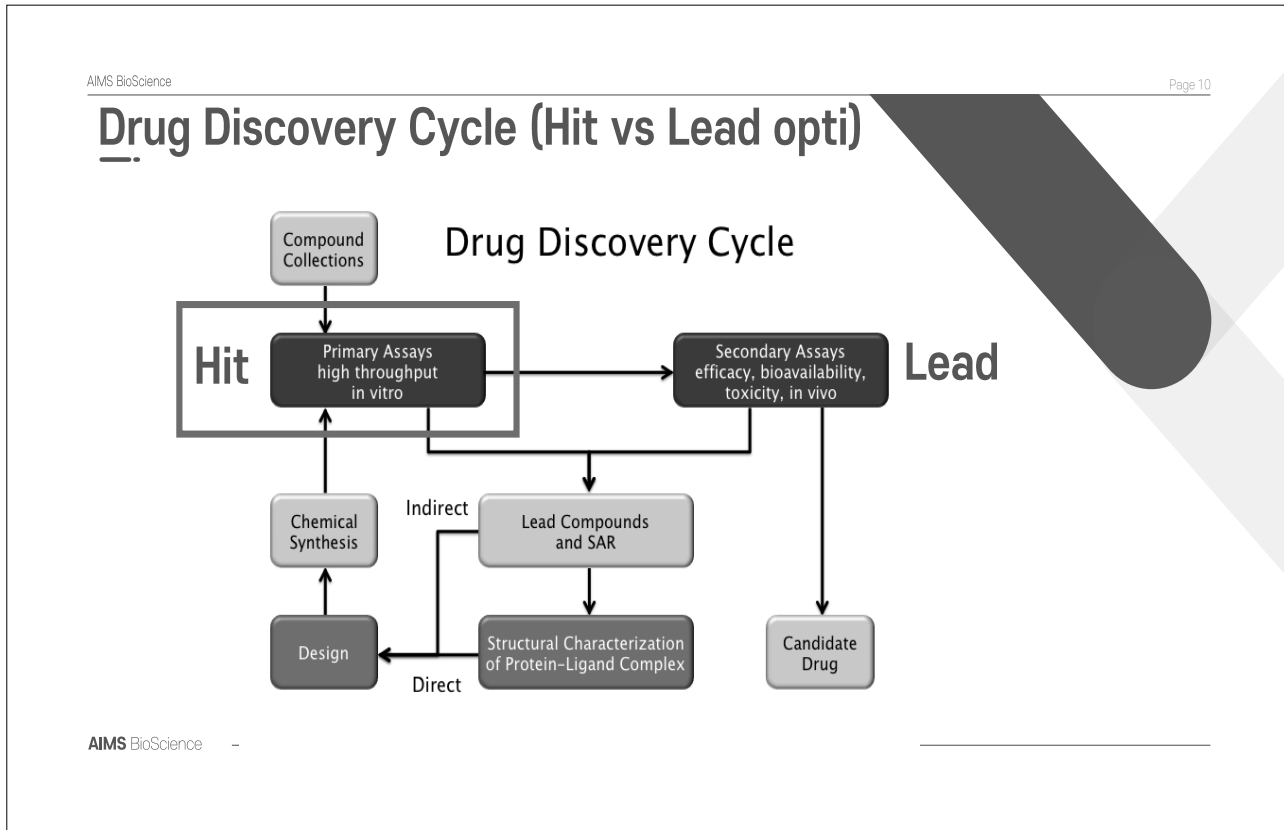 AIMS BioScience
Page 10
Drug Discovery Cycle (Hit vs Lead opti)
Drug Discovery Cycle
Compound
Collections
Hit
Primary Assays
high throughput
in vitro
Secondary Assays
efficacy, bioavailability,
toxicity, in vivo
Lead
Indirect
Chemical
Synthesis
Lead Compounds
and SAR
Design
Structural Characterization
of Protein-Ligand Complex
Direct
Candidate
Drug
AIMS BioScience –